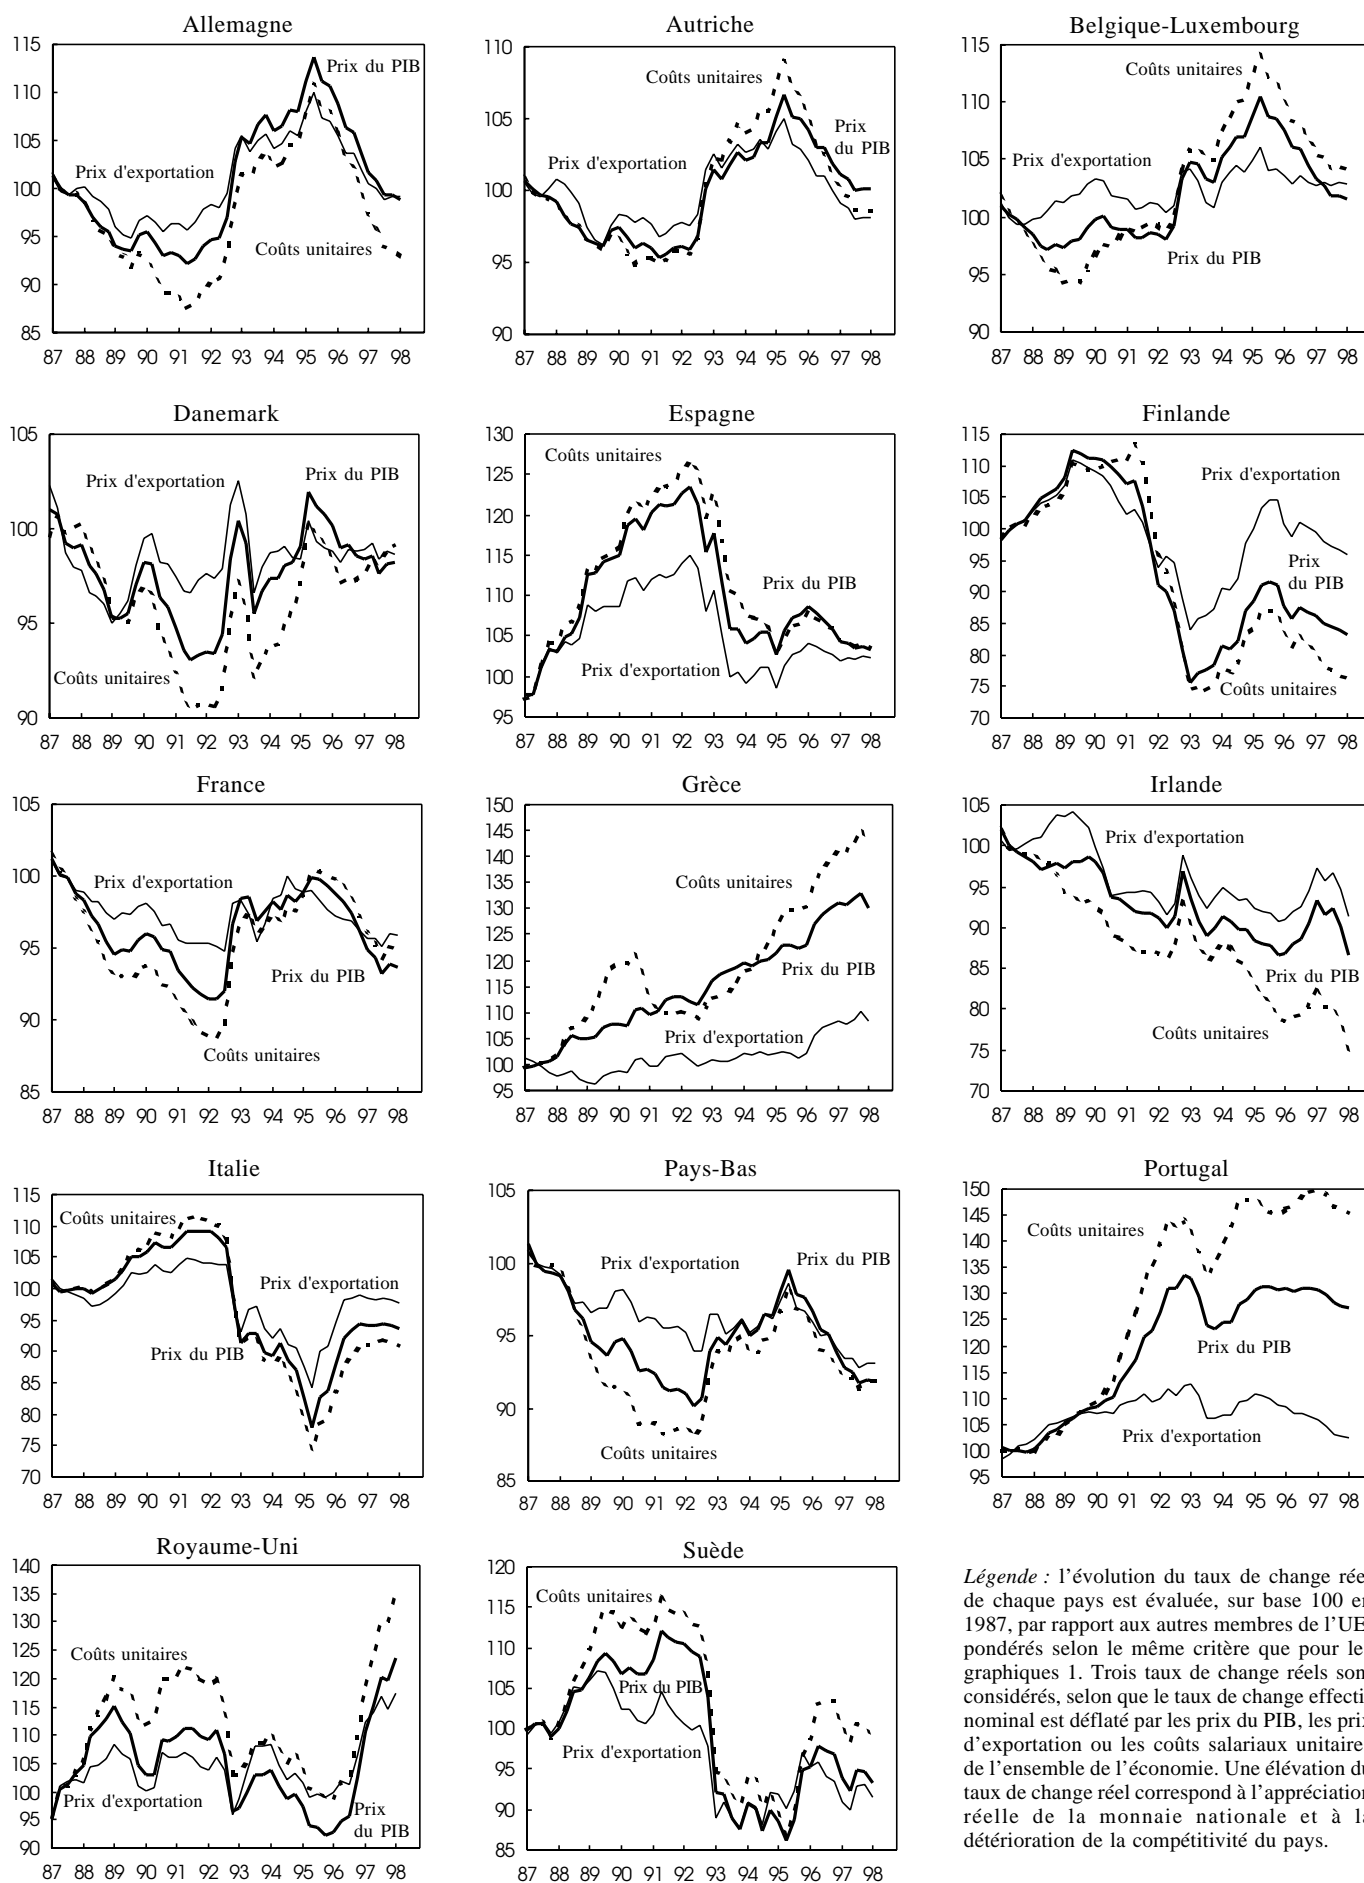 Allemagne
115
110
105
100
95
90
85
Prix du PIB
Prix d'exportation
Coûts unitaires
87 88 89 90 91 92 93 94 95 96 97 98
Autriche
110
105
100
95
90
Coûts unitaires
Prix d'exportation
Prix
du PIB
87 88 89 90 91 92 93 94 95 96 97 98
Belgique-Luxembourg
115
110
105
100
95
90
Coûts unitaires
Prix d'exportation
Prix du PIB
87 88 89 90 91 92 93 94 95 96 97 98
Danemark
105
100
95
90
Prix d'exportation
Prix du PIB
Coûts unitaires
87 88 89 90 91 92 93 94 95 96 97 98
Espagne
130
125
120
115
110
105
100
95
Coûts unitaires
Prix du PIB
Prix d'exportation
87 88 89 90 91 92 93 94 95 96 97 98
Finlande
115
110
105
100
95
90
85
80
75
70
Prix d'exportation
Prix
du PIB
Coûts unitaires
87 88 89 90 91 92 93 94 95 96 97 98
France
105
100
95
90
85
Prix d'exportation
Prix du PIB
Coûts unitaires
87 88 89 90 91 92 93 94 95 96 97 98
Grèce
150
145
140
135
130
125
120
115
110
105
100
95
Coûts unitaires
Prix du PIB
Prix d'exportation
87 88 89 90 91 92 93 94 95 96 97 98
Irlande
105
100
95
90
85
80
75
70
Prix d'exportation
Prix du PIB
Coûts unitaires
87 88 89 90 91 92 93 94 95 96 97 98
Italie
115
110
105
100
95
90
85
80
75
70
Coûts unitaires
Prix d'exportation
Prix du PIB
87 88 89 90 91 92 93 94 95 96 97 98
Pays-Bas
105
100
95
90
85
Prix d'exportation
Prix du PIB
Coûts unitaires
87 88 89 90 91 92 93 94 95 96 97 98
Portugal
150
145
140
135
130
125
120
115
110
105
100
95
Coûts unitaires
Prix du PIB
Prix d'exportation
87 88 89 90 91 92 93 94 95 96 97 98
Royaume-Uni
140
135
130
125
120
115
110
105
100
95
90
Coûts unitaires
Prix d'exportation
Prix
du PIB
87 88 89 90 91 92 93 94 95 96 97 98
Suède
120
115
110
105
100
95
90
85
Coûts unitaires
Prix du PIB
Prix d'exportation
87 88 89 90 91 92 93 94 95 96 97 98
Légende : l'évolution du taux de change rée
de chaque pays est évaluée, sur base 100 en
1987, par rapport aux autres membres de l'UE
pondérés selon le même critère que pour le
graphiques 1. Trois taux de change réels son
considérés, selon que le taux de change effecti
nominal est déflaté par les prix du PIB, les prix
d'exportation ou les coûts salariaux unitaire
de l'ensemble de l'économie. Une élévation du
taux de change réel correspond à l'appréciation
réelle de la monnaie nationale et à la
détérioration de la compétitivité du pays.